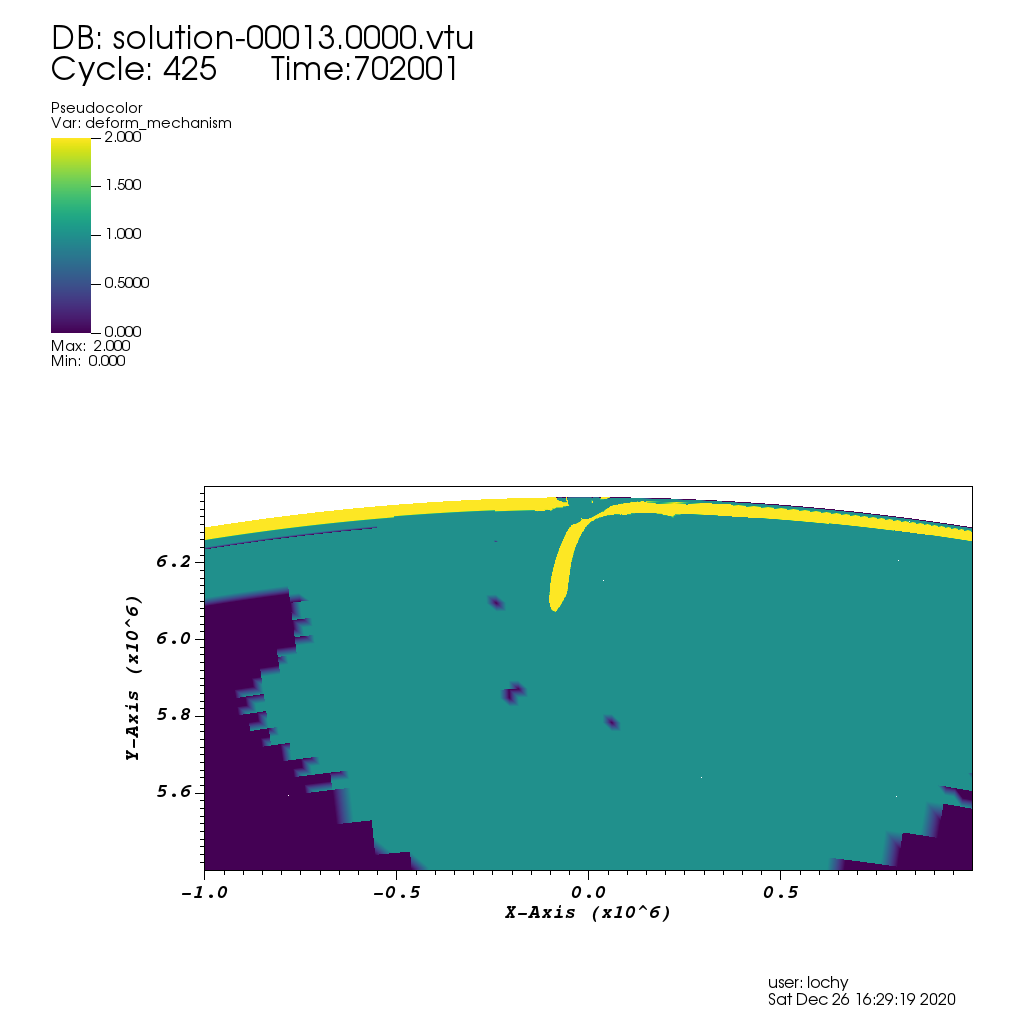 DB: solution-00013.0000.vtu
Cycle: 425 Time:702001
Pseudocolor
Var: deform_mechanism
2.000
1.500
1.000
0.5000
0.000
Max: 2.000
Min: 0.000
6.2
6.0
5.8
5.6
Y-Axis (x10^6)
-1.0 -0.5 0.0 0.5
X-Axis (x10^6)
user: lochy
Sat Dec 26 16:29:19 2020